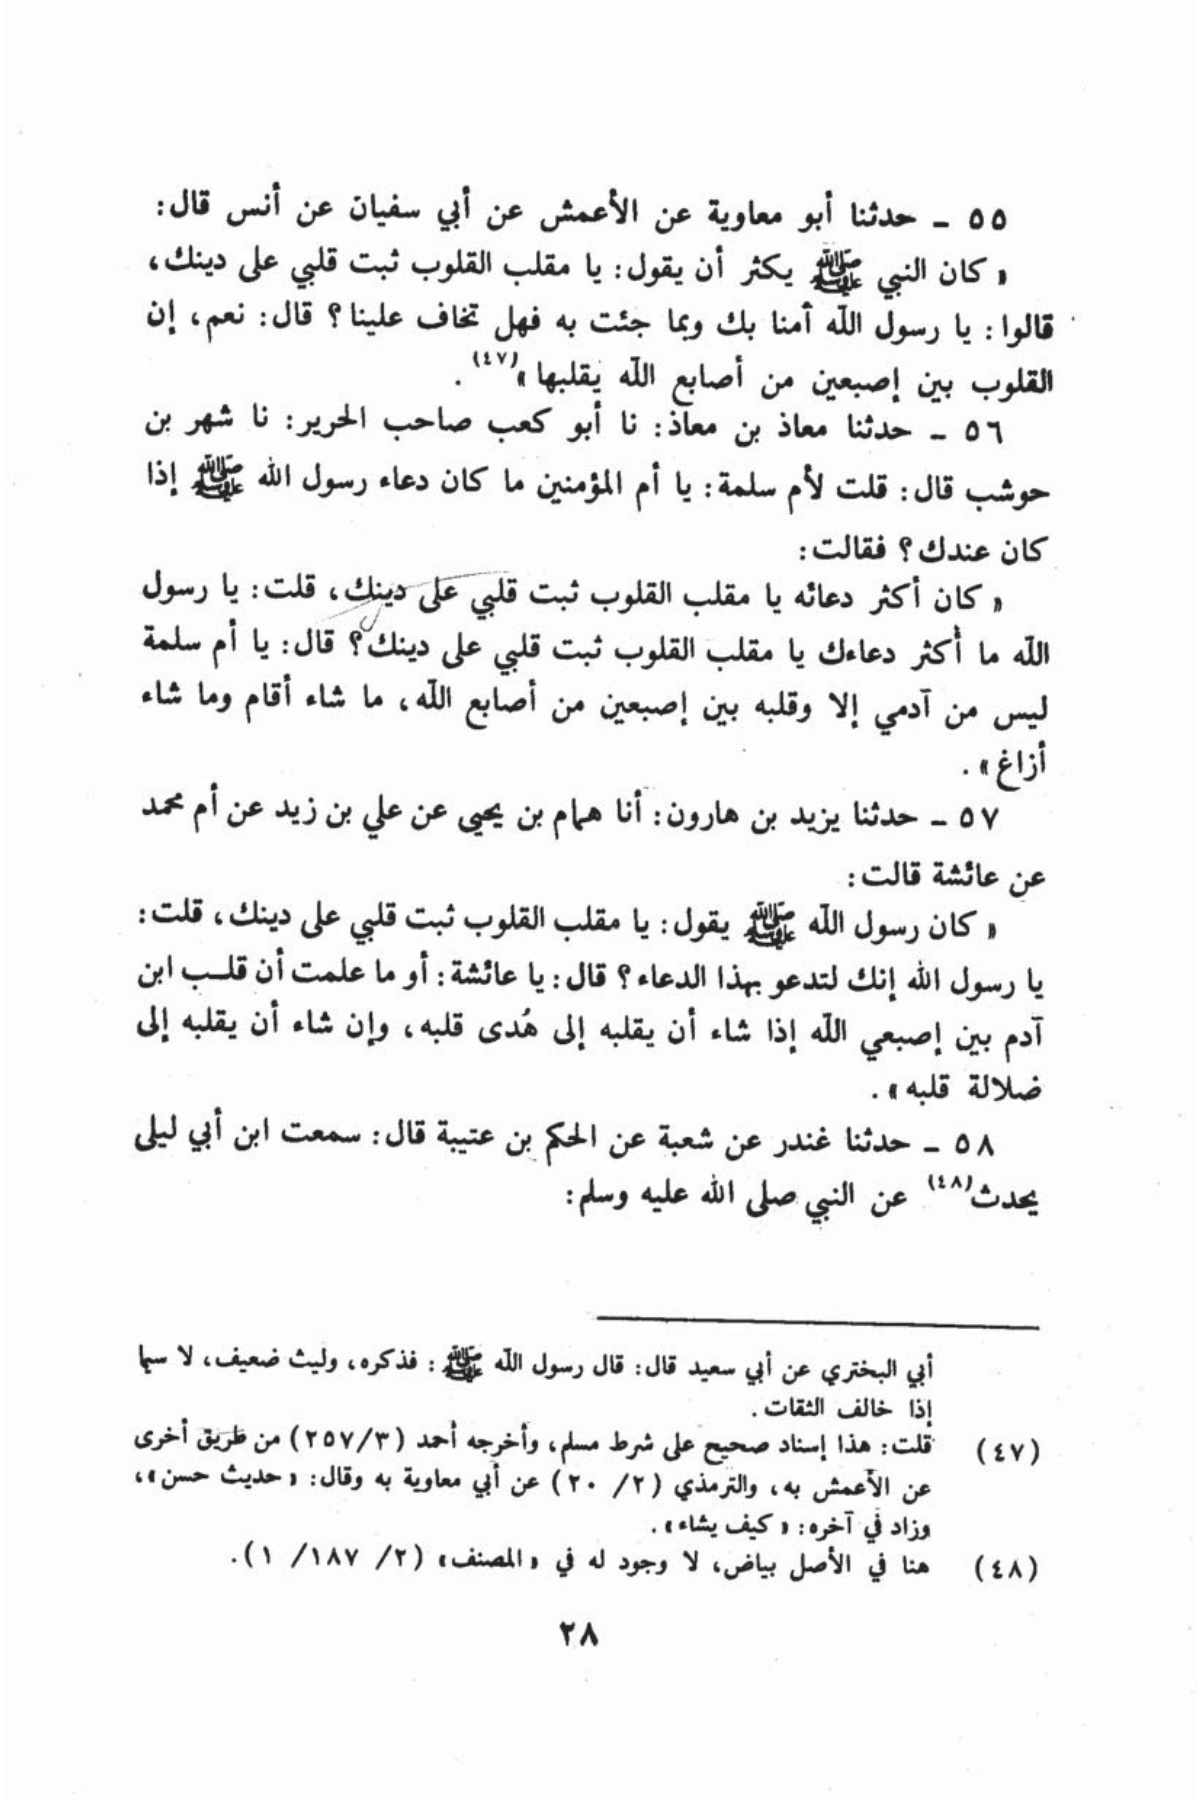 ٥٥ ـ حدثنا أبو معاوية عن الأعمش عن أبي سفيان عن أنس قال:
« كان النبي ﷺ يكثر أن يقول: يا مقلب القلوب ثبت قلبي على دينك،
قالوا: يا رسول الله آمنا بك وبما جئت به فهل تخاف علينا؟ قال: نعم، إن
القلوب بين إصبعين من أصابع الله يقلبها »(٤٧) .
٥٦ ـ حدثنا معاذ بن معاذ: نا أبو كعب صاحب الحرير: نا شهر بن
حوشب قال: قلت لأم سلمة: يا أم المؤمنين ما كان دعاء رسول الله ﷺ إذا
كان عندك؟ فقالت:
« كان أكثر دعائه يا مقلب القلوب ثبت قلبي على دينك، قلت: يا رسول
الله ما أكثر دعاءك يا مقلب القلوب ثبت قلبي على دينك؟ قال: يا أم سلمة
ليس من آدمي إلا وقلبه بين إصبعين من أصابع الله، ما شاء أقام وما شاء
أزاغ» .
٥٧ ـ حدثنا يزيد بن هارون: أنا همام بن يحيى عن علي بن زيد عن أم محمد
عن عائشة قالت:
« كان رسول الله ﷺ يقول: يا مقلب القلوب ثبت قلبي على دينك، قلت:
يا رسول الله إنك لتدعو بهذا الدعاء؟ قال: يا عائشة: أو ما علمت أن قلـب ابن
آدم بين إصبعي الله إذا شاء أن يقلبه إلى هُدى قلبه، وإن شاء أن يقلبه إلى
ضلالة قلبه» .
٥٨ ـ حدثنا غندر عن شعبة عن الحكم بن عتيبة قال: سمعت ابن أبي ليلى
يحدث(٤٨) عن النبي صلى الله عليه وسلم:
أبي البختري عن أبي سعيد قال: قال رسول الله ﷺ : فذكره، وليث ضعيف، لا سيما
إذا خالف الثقات .
(٤٧) قلت: هذا إسناد صحيح على شرط مسلم، وأخرجه أحمد (٢٥٧/٣) من طريق أخرى
عن الأعمش به، والترمذي (٢/ ٢٠) عن أبي معاوية به وقال: « حديث حسن»،
وزاد في آخره: « كيف يشاء» .
(٤٨) هنا في الأصل بياض، لا وجود له في «المصنف» (٢/ ١٨٧/ ١).
٢٨